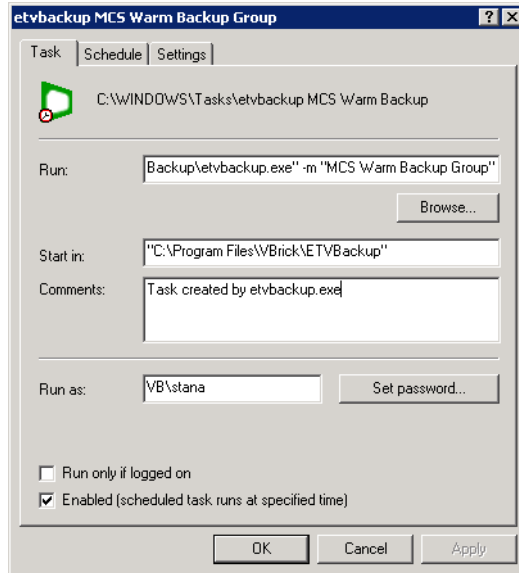 etvbackup MCS Warm Backup Group
Task
Schedule
Settings
C:\WINDOWS\Tasks\etvbackup MCS Warm Backup
Run:
Backup\etvbackup.exe" -m "MCS Warm Backup Group"
Browse...
Start in:
"C:\Program Files\VBrick\ETVBackup"
Comments:
Task created by etvbackup.exe
Run as:
VB\stana
Set password...
Run only if logged on
Enabled (scheduled task runs at specified time)
OK
Cancel
Apply